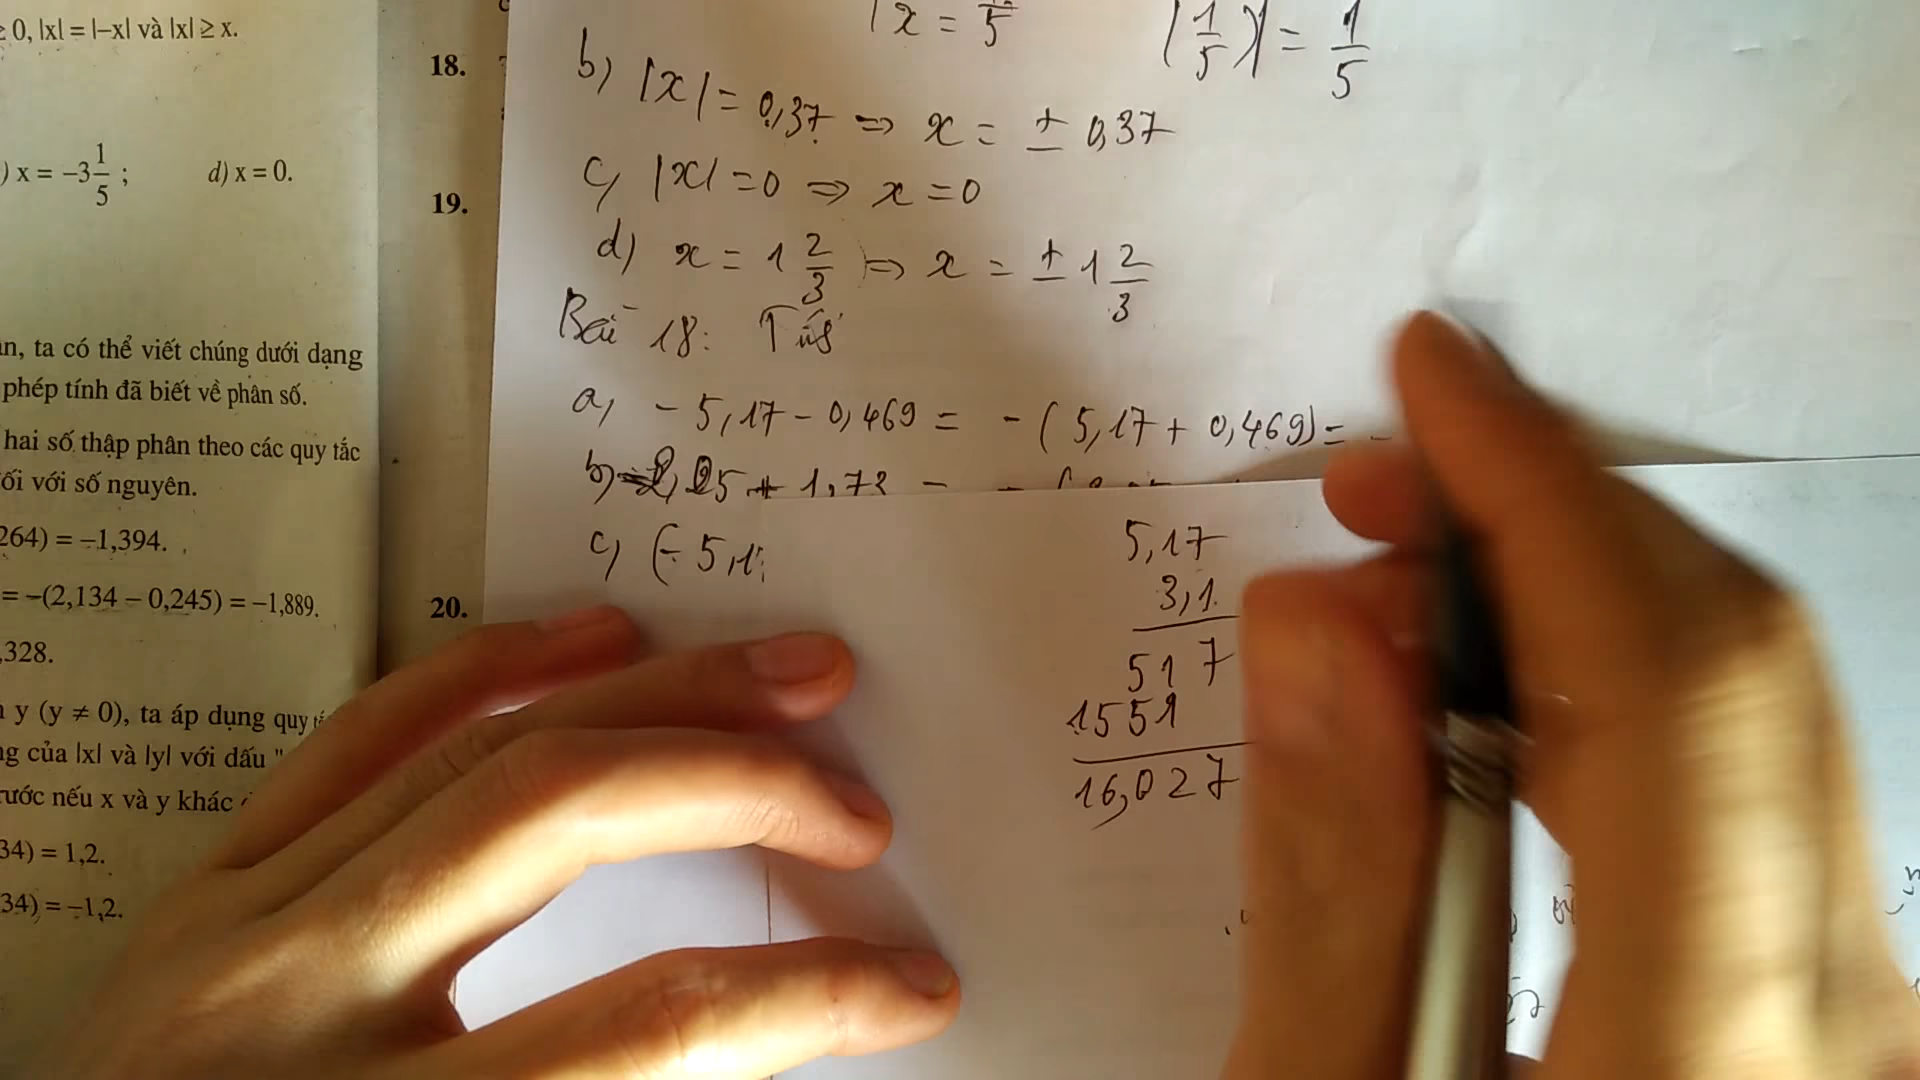 ≥ 0, |x| = |−x| và |x| ≥ x.
) x = −3 1/5 ; d) x = 0.
ta có thể viết chúng dưới dạng
phép tính đã biết về phân số.
hai số thập phân theo các quy tắc
với số nguyên.
264) = −1,394.
= −(2,134 − 0,245) = −1,889.
,328.
y (y ≠ 0), ta áp dụng quy
của |x| và |y| với dấu "
nếu x và y khác
34) = 1,2.
34) = −1,2.
18.
19.
20.
x = 5
1/5 = 1/5
b) |x| = 0,37 => x = ± 0,37
c) |x| = 0 => x = 0
d) x = 1 2/3 => x = ± 1 2/3
Bài 18:
a, - 5,17 - 0,469 = - ( 5,17 + 0,469) = -
b) 1,73 - - (
c, (- 5,1
5,17
3,1
517
1551
16,027